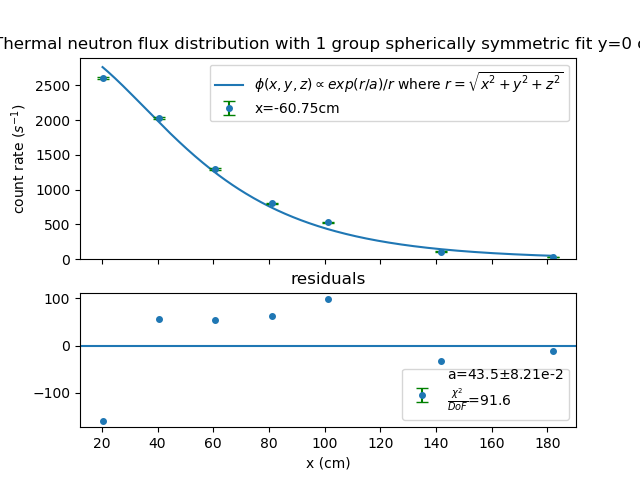 Thermal neutron flux distribution with 1 group spherically symmetric fit y=0
ϕ(x, y, z) ∝ exp(r/a)/r where r = √x² + y² + z²
x=-60.75cm
count rate (s⁻¹)
2500
2000
1500
1000
500
0
residuals
100
0
−100
a=43.5±8.21e-2
χ²/DoF=91.6
20 40 60 80 100 120 140 160 180
x (cm)